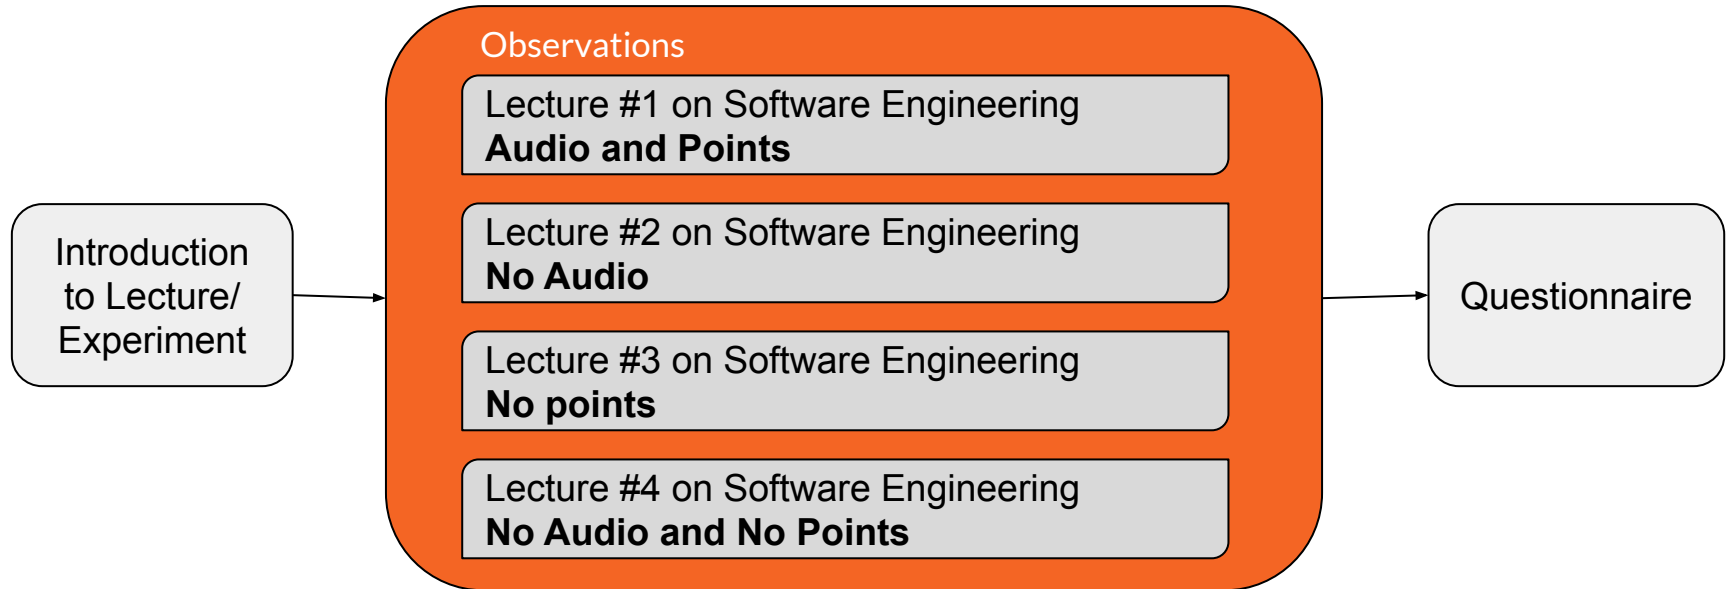 Observations
Lecture #1 on Software Engineering
Audio and Points
Lecture #2 on Software Engineering
No Audio
Introduction
to Lecture/
Experiment
Questionnaire
Lecture #3 on Software Engineering
No points
Lecture #4 on Software Engineering
No Audio and No Points